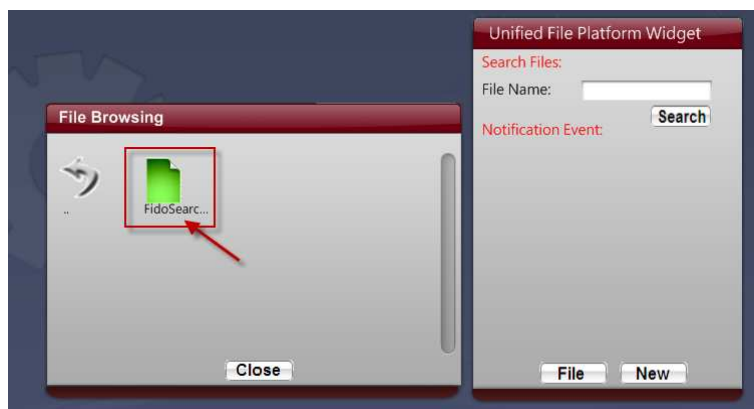 File Browsing
..
FidoSearc...
Close
Unified File Platform Widget
Search Files:
File Name:
Search
Notification Event:
File New